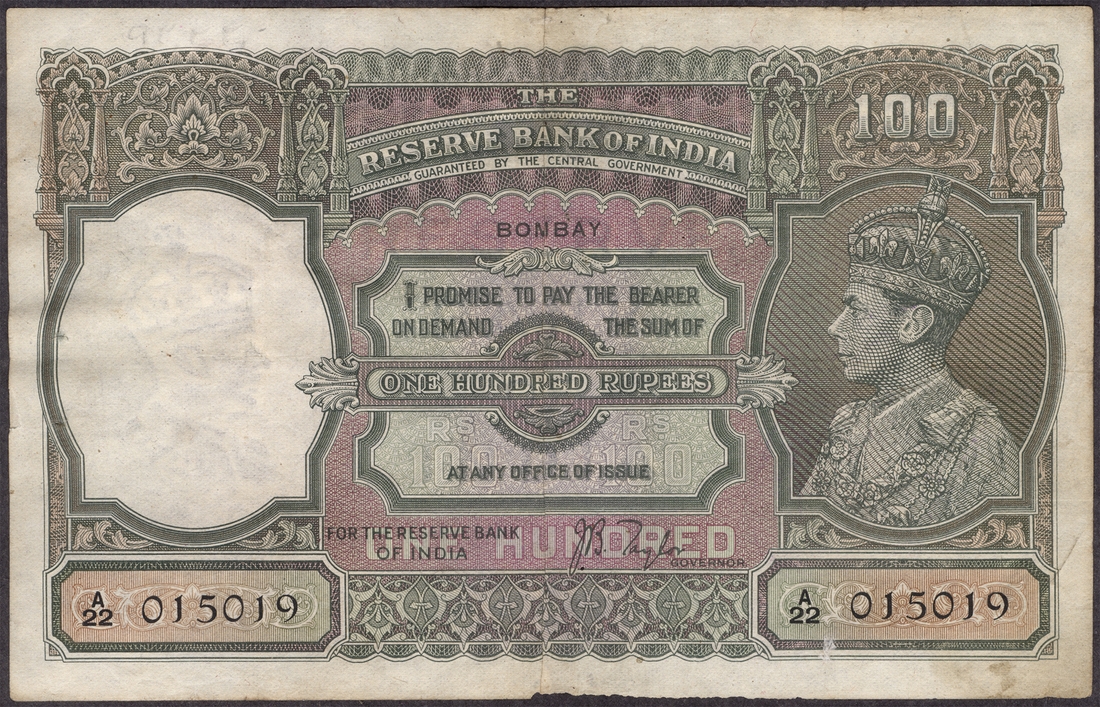 THE
RESERVE BANK OF INDIA
GUARANTEED BY THE CENTRAL GOVERNMENT
100
BOMBAY
I PROMISE TO PAY THE BEARER
ON DEMAND THE SUM OF
ONE HUNDRED RUPEES
RS RS
100 100
AT ANY OFFICE OF ISSUE
FOR THE RESERVE BANK
OF INDIA
HUNDRED
J.B. Taylor
GOVERNOR
A/22 015019
A/22 015019